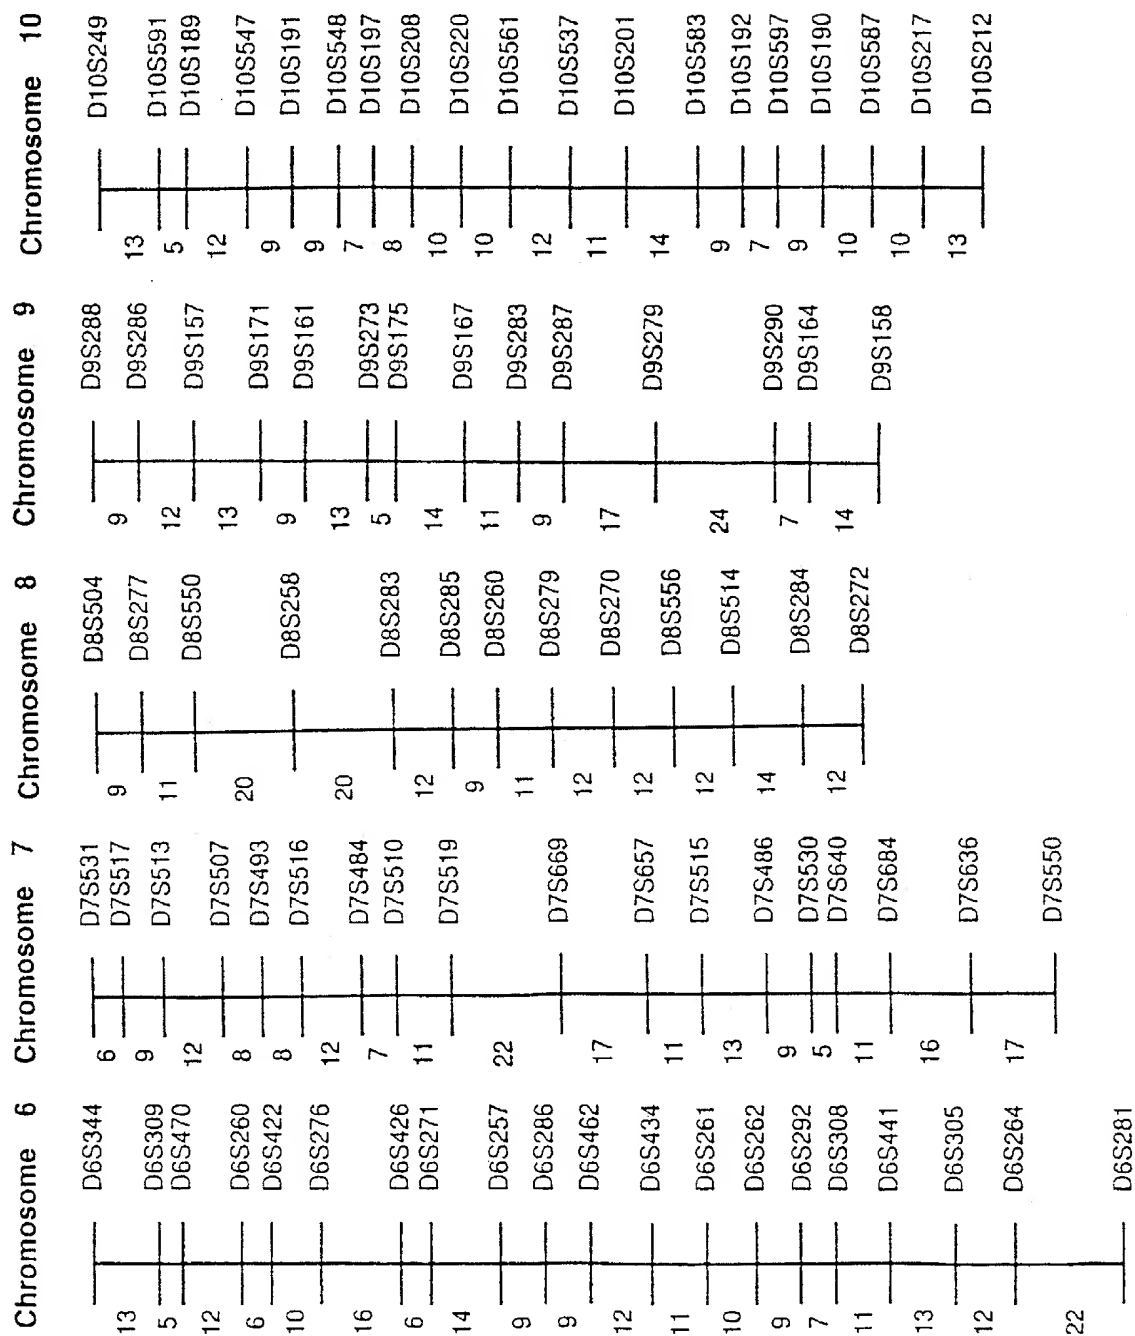 Chromosome 6
D6S344
13
D6S309
5
D6S470
12
D6S260
6
D6S422
10
D6S276
16
D6S426
6
D6S271
14
D6S257
9
D6S286
9
D6S462
12
D6S434
11
D6S261
10
D6S262
9
D6S292
7
D6S308
11
D6S441
13
D6S305
12
D6S264
22
D6S281
Chromosome 7
D7S531
6
D7S517
9
D7S513
12
D7S507
8
D7S493
8
D7S516
12
D7S484
7
D7S510
11
D7S519
22
D7S669
17
D7S657
11
D7S515
13
D7S486
9
D7S530
5
D7S640
11
D7S684
16
D7S636
17
D7S550
Chromosome 8
D8S504
9
D8S277
11
D8S550
20
D8S258
20
D8S283
12
D8S285
9
D8S260
11
D8S279
12
D8S270
12
D8S556
12
D8S514
14
D8S284
12
D8S272
Chromosome 9
D9S288
9
D9S286
12
D9S157
13
D9S171
9
D9S161
13
D9S273
5
D9S175
14
D9S167
11
D9S283
9
D9S287
17
D9S279
24
D9S290
7
D9S164
14
D9S158
Chromosome 10
D10S249
13
D10S591
5
D10S189
12
D10S547
9
D10S191
9
D10S548
7
D10S197
8
D10S208
10
D10S220
10
D10S561
12
D10S537
11
D10S201
14
D10S583
9
D10S192
7
D10S597
9
D10S190
10
D10S587
10
D10S217
13
D10S212